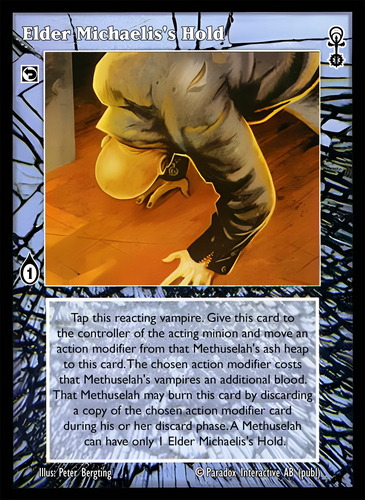 Elder Michaelis's Hold
1
Tap this reacting vampire. Give this card to
the controller of the acting minion and move an
action modifier from that Methuselah's ash heap
to this card. The chosen action modifier costs
that Methuselah's vampires an additional blood.
That Methuselah may burn this card by discarding
a copy of the chosen action modifier card
during his or her discard phase. A Methuselah
can have only 1 Elder Michaelis's Hold.
Illus: Peter Bergting © Paradox Interactive AB. (publ)